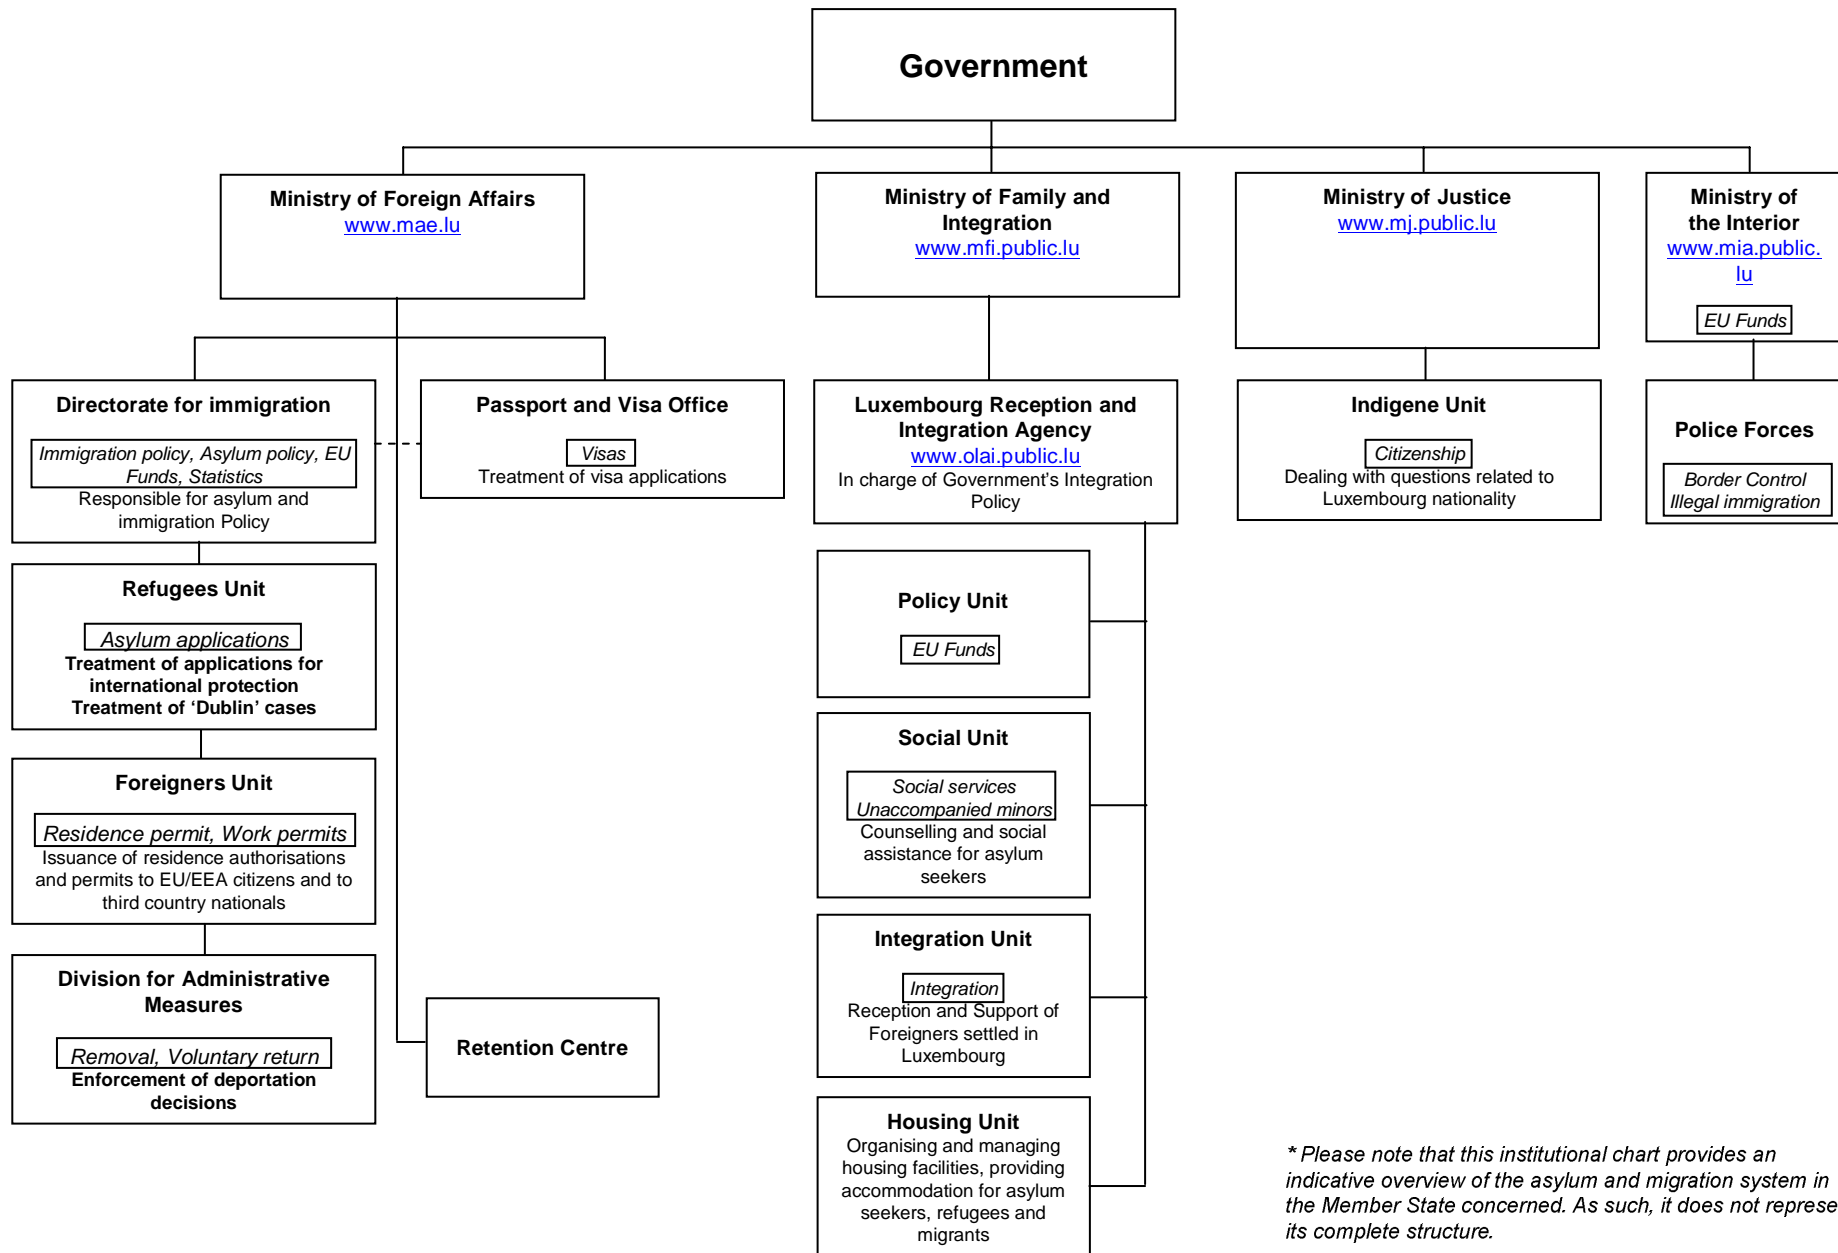 Government
Ministry of Foreign Affairs
www.mae.lu
Ministry of Family and
Integration
www.mfi.public.lu
Ministry of Justice
www.mj.public.lu
Ministry of
the Interior
www.mia.public.
lu
EU Funds
Directorate for immigration
Immigration policy, Asylum policy, EU
Funds, Statistics
Responsible for asylum and
immigration Policy
Passport and Visa Office
Visas
Treatment of visa applications
Luxembourg Reception and
Integration Agency
www.olai.public.lu
In charge of Government's Integration
Policy
Indigene Unit
Citizenship
Dealing with questions related to
Luxembourg nationality
Police Forces
Border Control
Illegal immigration
Refugees Unit
Asylum applications
Treatment of applications for
international protection
Treatment of ‘Dublin’ cases
Policy Unit
EU Funds
Social Unit
Social services
Unaccompanied minors
Counselling and social
assistance for asylum
seekers
Foreigners Unit
Residence permit, Work permits
Issuance of residence authorisations
and permits to EU/EEA citizens and to
third country nationals
Integration Unit
Integration
Reception and Support of
Foreigners settled in
Luxembourg
Division for Administrative
Measures
Removal, Voluntary return
Enforcement of deportation
decisions
Retention Centre
Housing Unit
Organising and managing
housing facilities, providing
accommodation for asylum
seekers, refugees and
migrants
* Please note that this institutional chart provides an
indicative overview of the asylum and migration system in
the Member State concerned. As such, it does not represe
its complete structure.